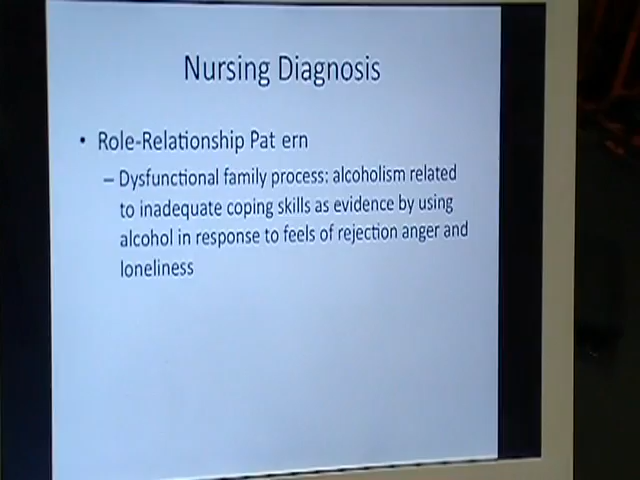 Nursing Diagnosis
• Role-Relationship Pat ern
– Dysfunctional family process: alcoholism related
to inadequate coping skills as evidence by using
alcohol in response to feels of rejection anger and
loneliness